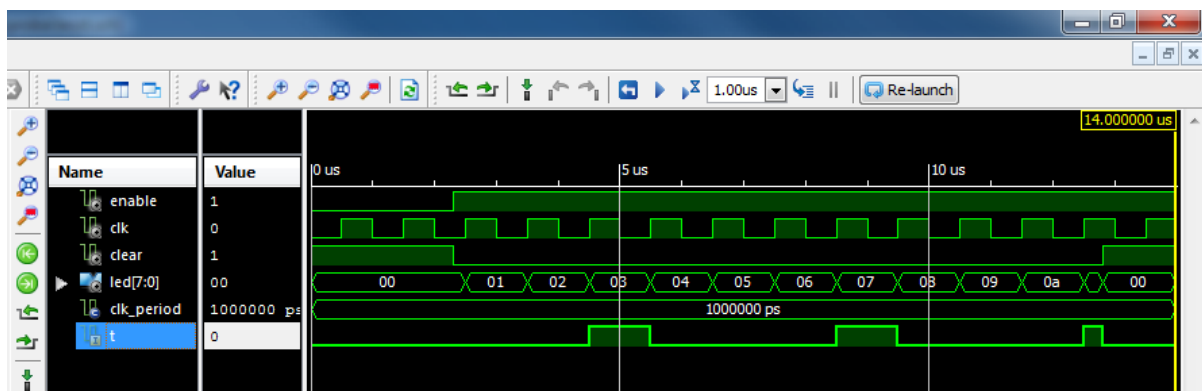 1.00us Re-launch
14.000000 us
Name Value 0 us 5 us 10 us
enable 1
clk 0
clear 1
led[7:0] 00 00 01 02 03 04 05 06 07 08 09 0a 00
clk_period 1000000 ps 1000000 ps
t 0